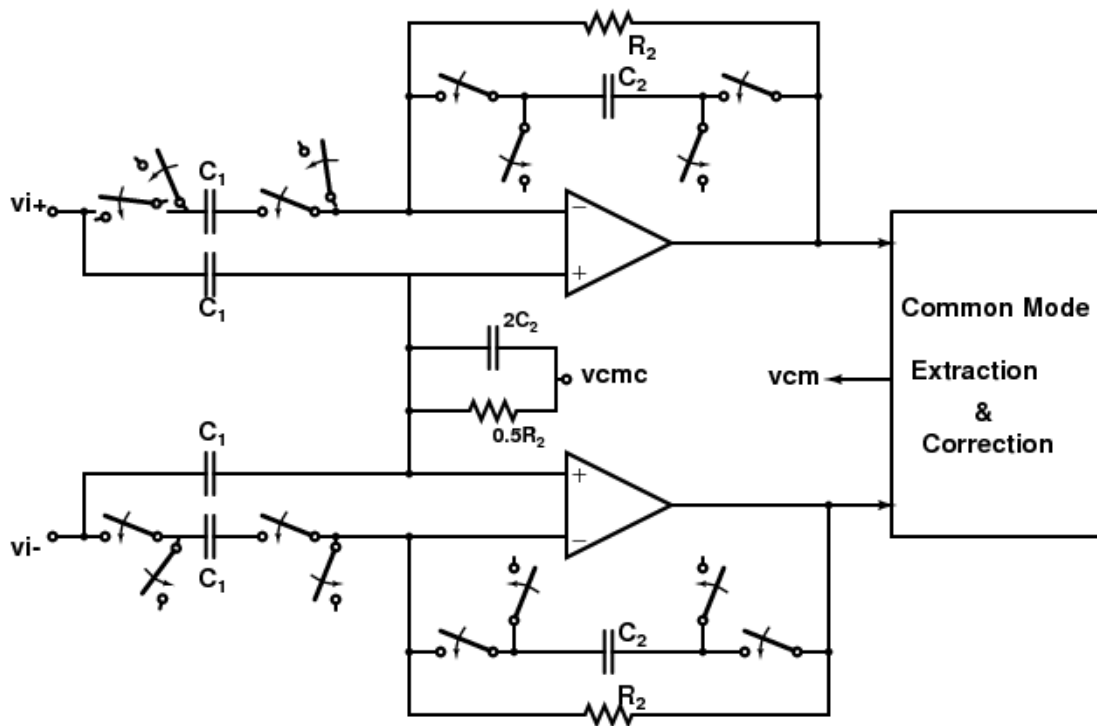 R2
C2
C1
vi+
−
+
C1
Common Mode
2C2
vcmc
vcm
Extraction
&
Correction
0.5R2
C1
+
−
vi-
C1
C2
R2